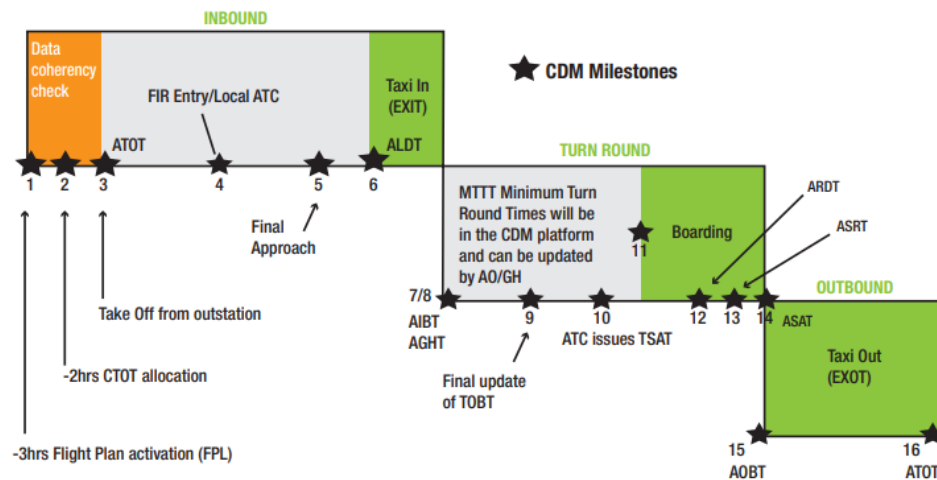 INBOUND
Data
coherency
check
CDM Milestones
FIR Entry/Local ATC
Taxi In
(EXIT)
ATOT
ALDT
1
2
3
4
5
6
TURN ROUND
Final
Approach
MTTT Minimum Turn
Round Times will be
in the CDM platform
and can be updated
by AO/GH
11
Boarding
ARDT
ASRT
Take Off from outstation
-2hrs CTOT allocation
-3hrs Flight Plan activation (FPL)
7/8
AIBT
AGHT
9
10
12
13
14
Final update
of TOBT
ATC issues TSAT
OUTBOUND
ASAT
Taxi Out
(EXOT)
15
AOBT
16
ATOT